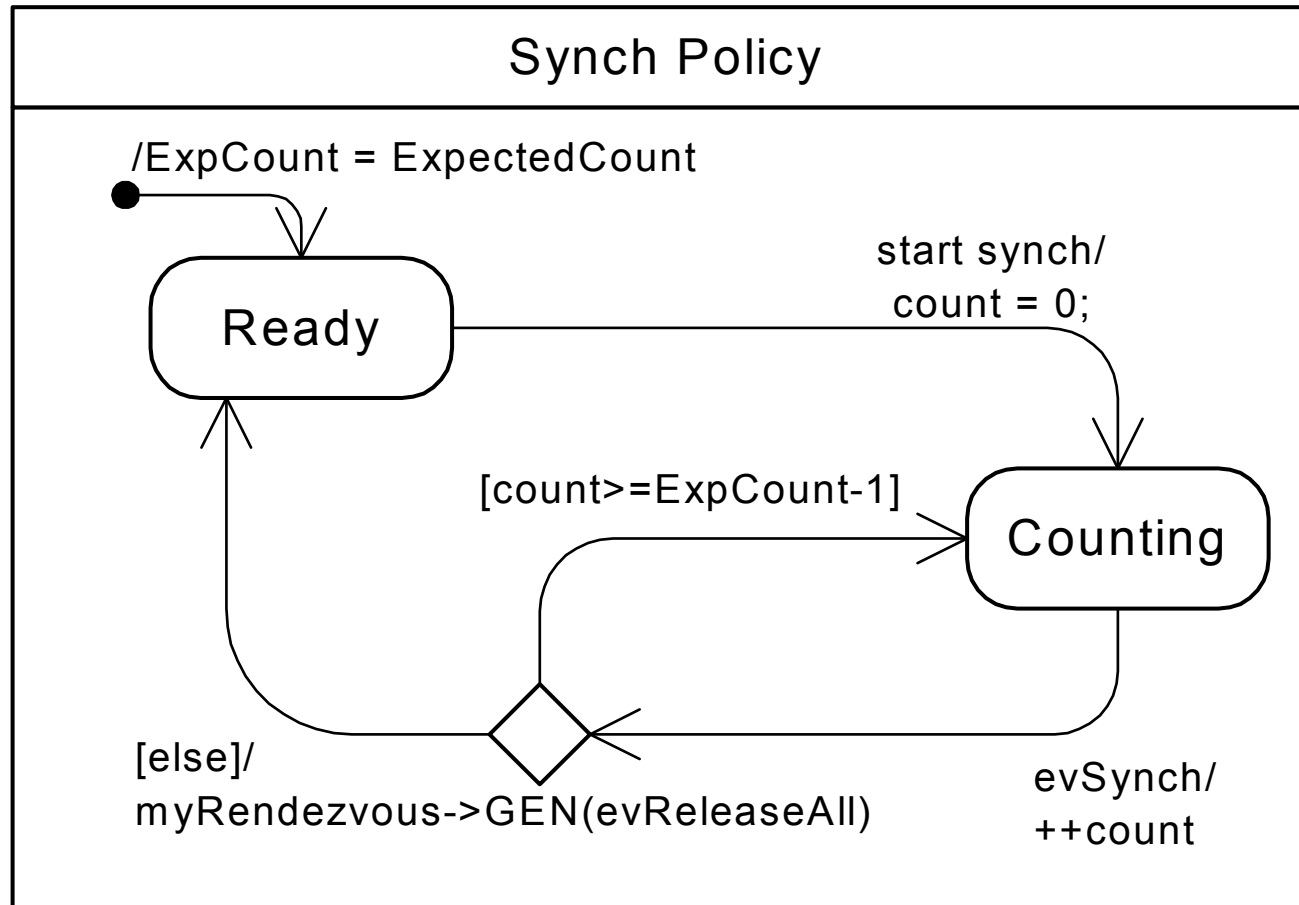 Synch Policy
/ExpCount = ExpectedCount
start synch/
count = 0;
Ready
[count>=ExpCount-1]
Counting
[else]/
myRendezvous->GEN(evReleaseAll)
evSynch/
++count